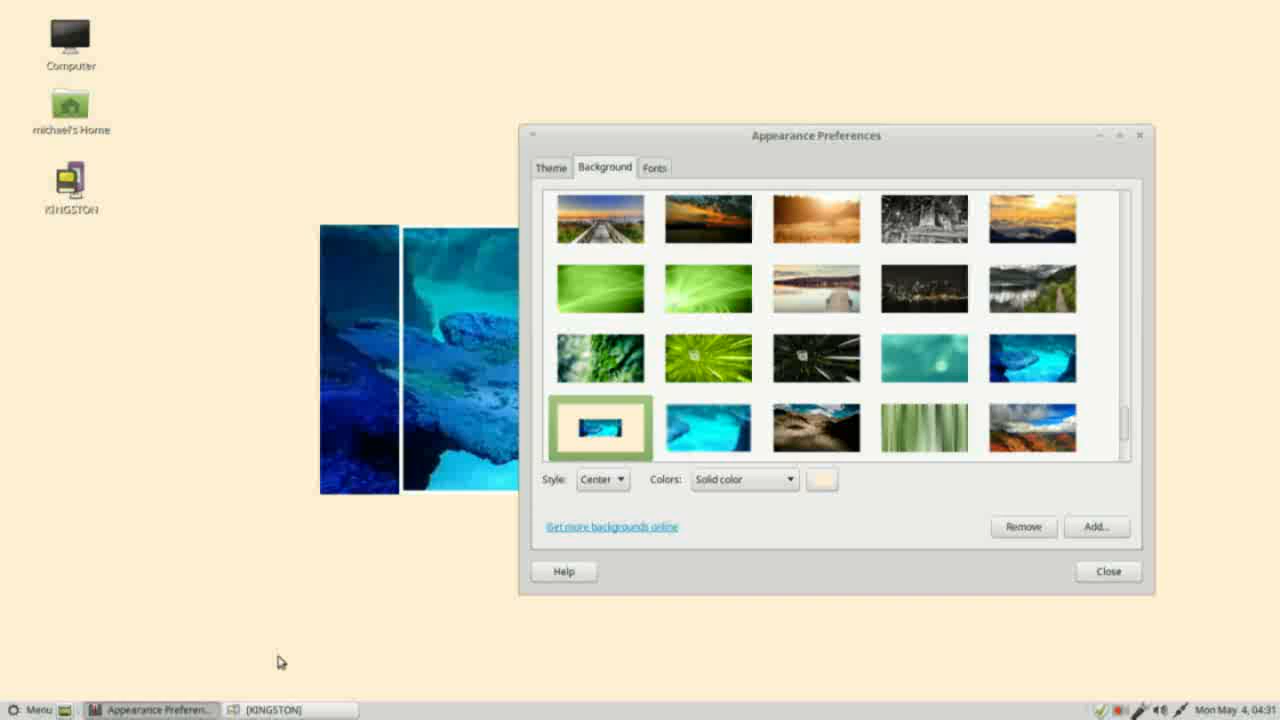 Computer
michael's Home
KINGSTON
Appearance Preferences
Theme Background Fonts
Style: Center Colors: Solid color
Get more backgrounds online
Remove Add...
Help Close
Menu Appearance Preferen... [KINGSTON] Mon May 4, 04:31